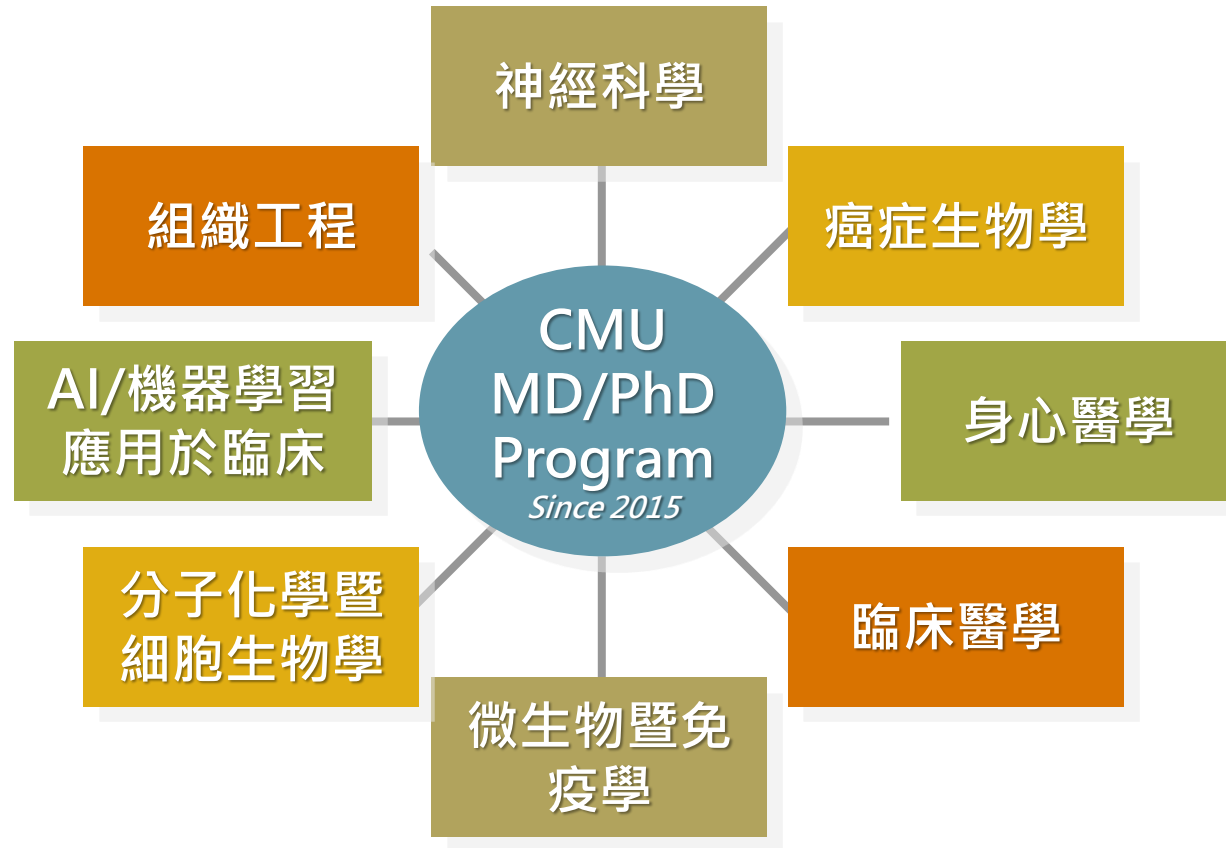 神經科學
組織工程
癌症生物學
CMU
MD/PhD
Program
Since 2015
AI/機器學習
應用於臨床
身心醫學
分子化學暨
細胞生物學
臨床醫學
微生物暨免
疫學